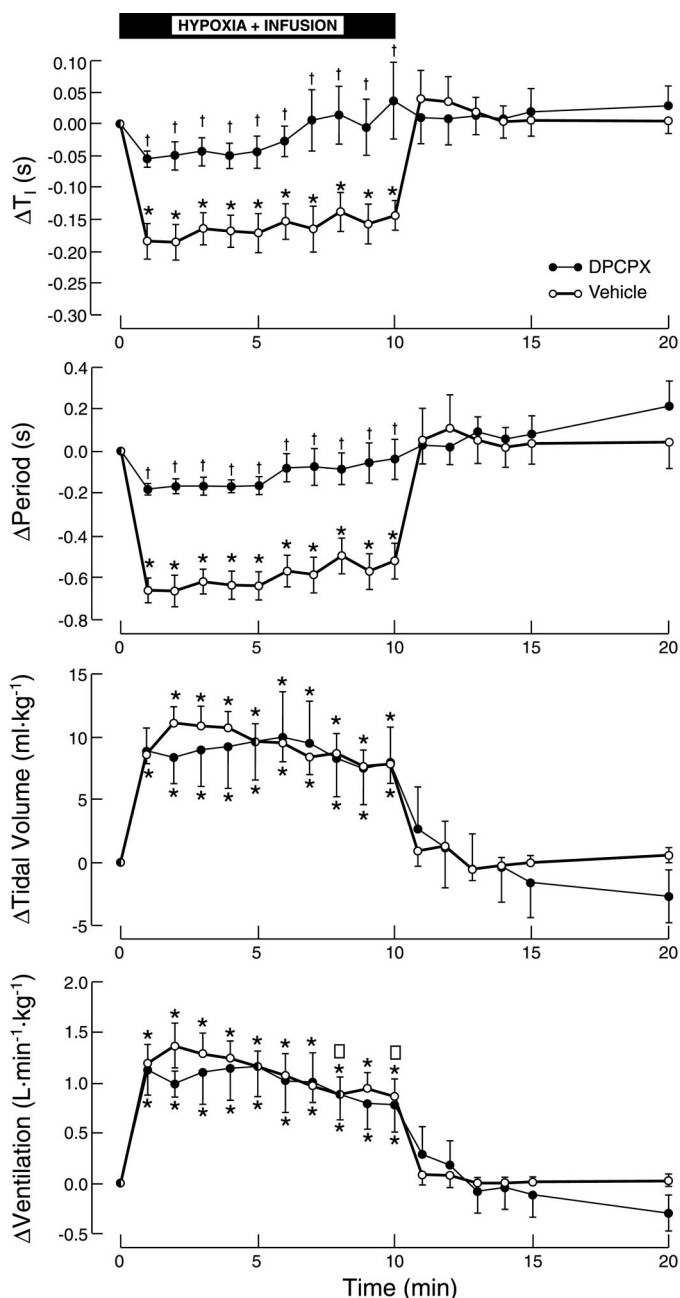 HYPOXIA + INFUSION
ΔT_I (s)
0.10
0.05
0.00
-0.05
-0.10
-0.15
-0.20
-0.25
-0.30
† † † † † † † † † †
* * * * * * * * * *
DPCPX
Vehicle
0 5 10 15 20
ΔPeriod (s)
0.4
0.2
0.0
-0.2
-0.4
-0.6
-0.8
† † † † † † † † † †
* * * * * * * * * *
0 5 10 15 20
ΔTidal Volume (ml·kg⁻¹)
15
10
5
0
-5
* * * * * * * * *
* * * * * * * * * *
0 5 10 15 20
ΔVentilation (L·min⁻¹·kg⁻¹)
2.0
1.5
1.0
0.5
0.0
-0.5
▯ ▯
* * * * * * * * * *
* * * * * * * * * *
0 5 10 15 20
Time (min)